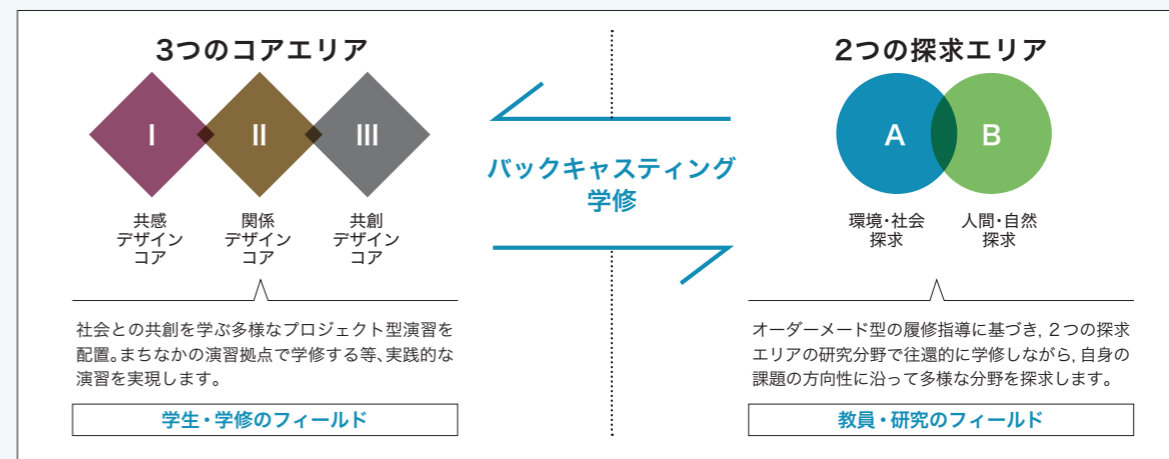 3つのコアエリア
I
II
III
共感
デザイン
コア
関係
デザイン
コア
共創
デザイン
コア
社会との共創を学ぶ多様なプロジェクト型演習を
配置。まちなかの演習拠点で学修する等、実践的な
演習を実現します。
学生・学修のフィールド
バックキャスティング
学修
2つの探求エリア
A
B
環境・社会
探求
人間・自然
探求
オーダーメード型の履修指導に基づき, 2つの探求
エリアの研究分野で往還的に学修しながら, 自身の
課題の方向性に沿って多様な分野を探求します。
教員・研究のフィールド